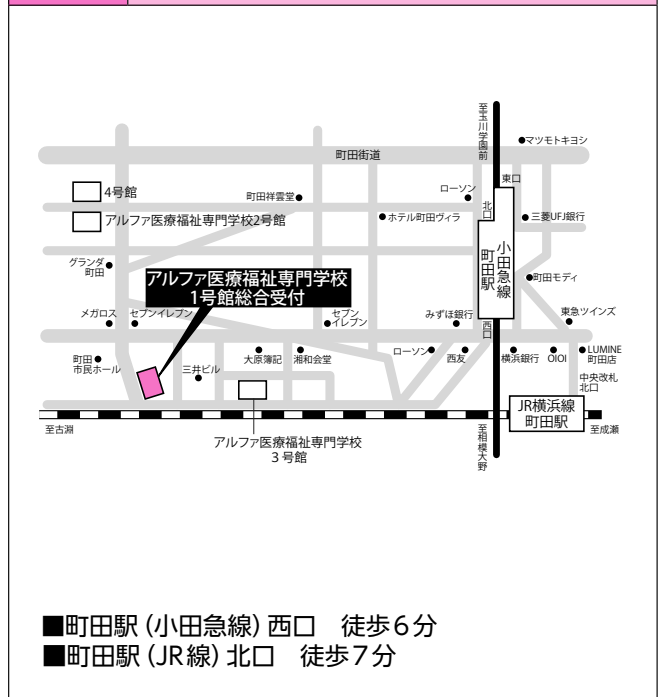 至玉川学園前
マツモトキヨシ
町田街道
東口
4号館
ローソン
町田祥雲堂
北口
アルファ医療福祉専門学校2号館
ホテル町田ヴィラ
三菱UFJ銀行
小田急線
町田駅
グランダ
町田
アルファ医療福祉専門学校
1号館総合受付
町田モディ
メガロス
セブンイレブン
セブン
イレブン
みずほ銀行
東急ツインズ
西口
町田
市民ホール
三井ビル
大原簿記
湘和会堂
ローソン
西友
横浜銀行
OIOI
LUMINE
町田店
中央改札
北口
JR横浜線
町田駅
至古淵
至成瀬
至相模大野
アルファ医療福祉専門学校
3号館
■町田駅（小田急線）西口　徒歩6分
■町田駅（JR線）北口　徒歩7分